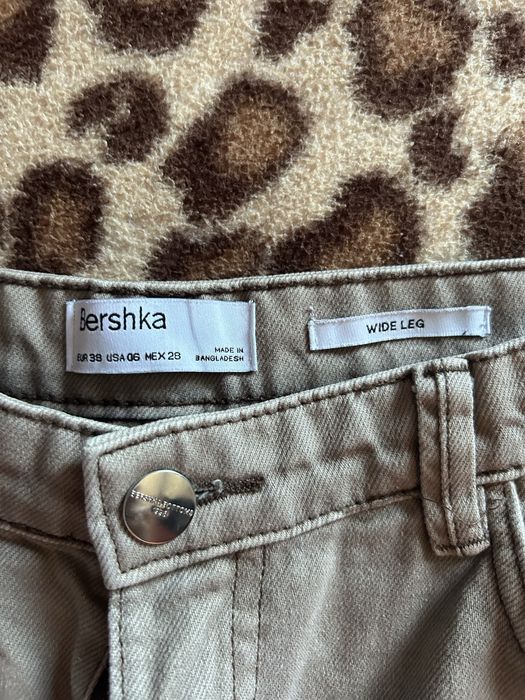 Bershka
EUR 38 USA 06 MEX 28
MADE IN
BANGLADESH
WIDE LEG